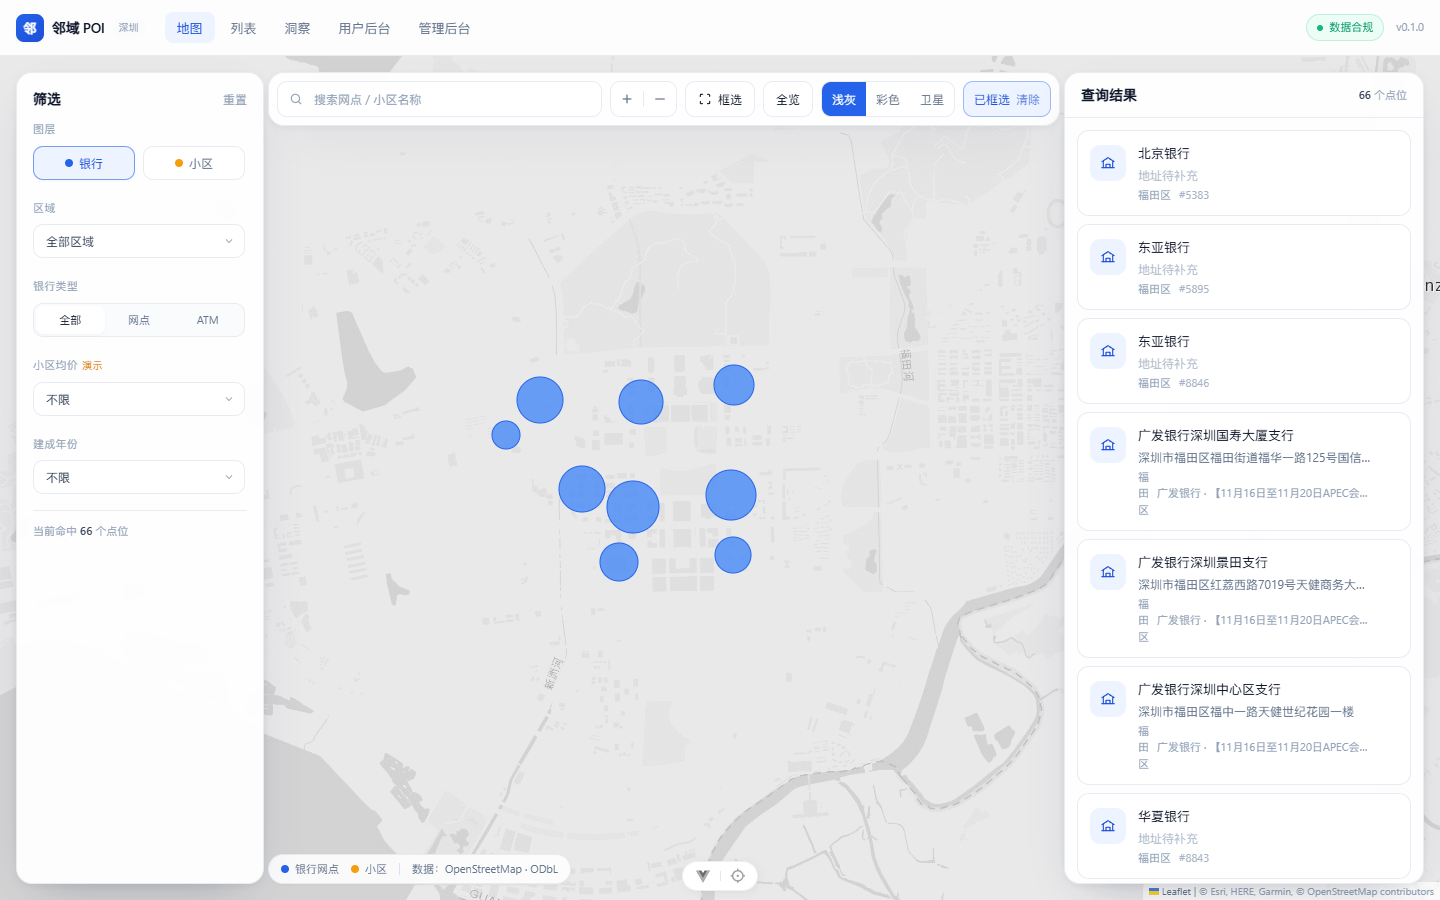 邻 邻域 POI 深圳 地图 列表 洞察 用户后台 管理后台 数据合规 v0.1.0
筛选 重置
图层
银行 小区
区域
全部区域
银行类型
全部 网点 ATM
小区均价 演示
不限
建成年份
不限
当前命中 66 个点位
搜索网点 / 小区名称 + − 框选 全览 浅灰 彩色 卫星 已框选 清除
福田河
新洲河
银行网点 小区 数据：OpenStreetMap · ODbL
查询结果 66 个点位
北京银行
地址待补充
福田区 #5383
东亚银行
地址待补充
福田区 #5895
东亚银行
地址待补充
福田区 #8846
广发银行深圳国寿大厦支行
深圳市福田区福田街道福华一路125号国信...
福
田 广发银行 · 【11月16日至11月20日APEC会...
区
广发银行深圳景田支行
深圳市福田区红荔西路7019号天健商务大...
福
田 广发银行 · 【11月16日至11月20日APEC会...
区
广发银行深圳中心区支行
深圳市福田区福中一路天健世纪花园一楼
福
田 广发银行 · 【11月16日至11月20日APEC会...
区
华夏银行
地址待补充
福田区 #8843
Leaflet | © Esri, HERE, Garmin, © OpenStreetMap contributors